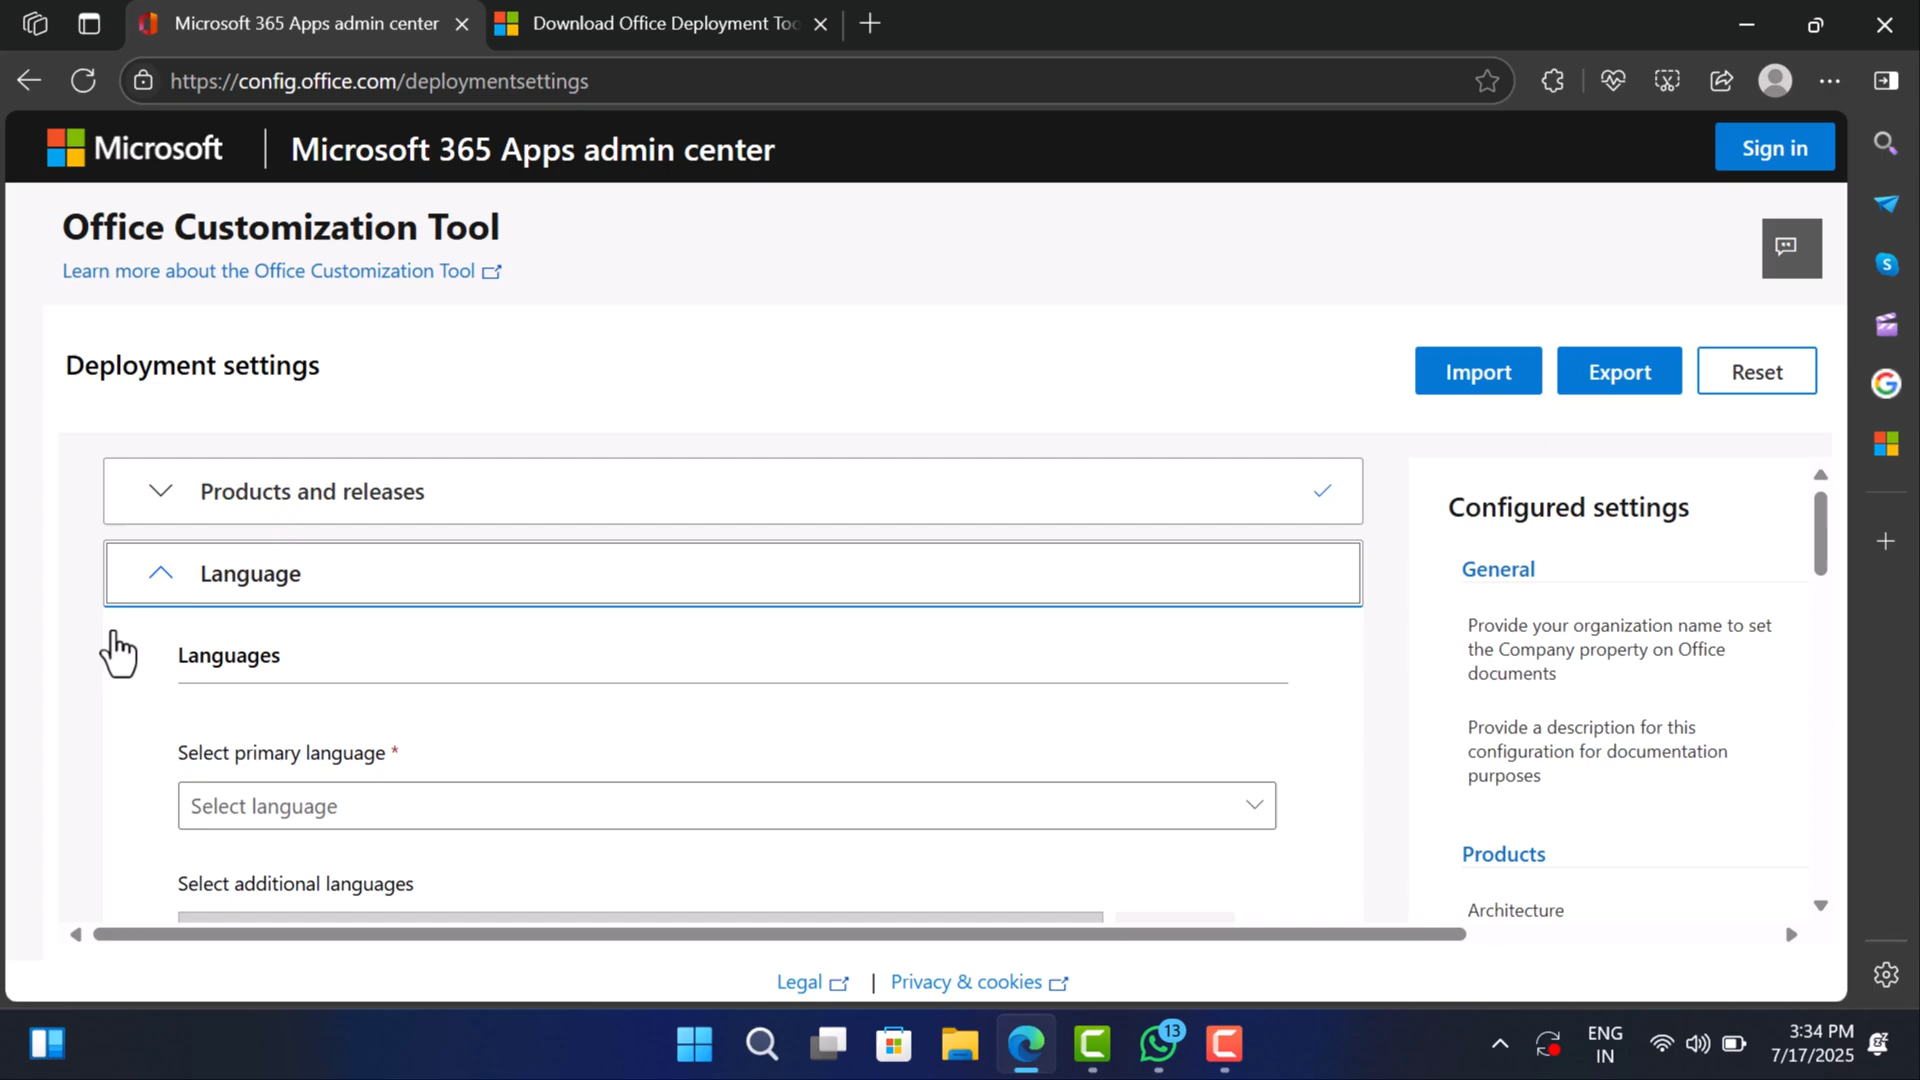 Microsoft 365 Apps admin center
Download Office Deployment Too
https://config.office.com/deploymentsettings
Microsoft
Microsoft 365 Apps admin center
Sign in
Office Customization Tool
Learn more about the Office Customization Tool
Deployment settings
Import
Export
Reset
Products and releases
Language
Languages
Select primary language *
Select language
Select additional languages
Configured settings
General
Provide your organization name to set
the Company property on Office
documents
Provide a description for this
configuration for documentation
purposes
Products
Architecture
Legal
|
Privacy & cookies
13
ENG
IN
3:34 PM
7/17/2025